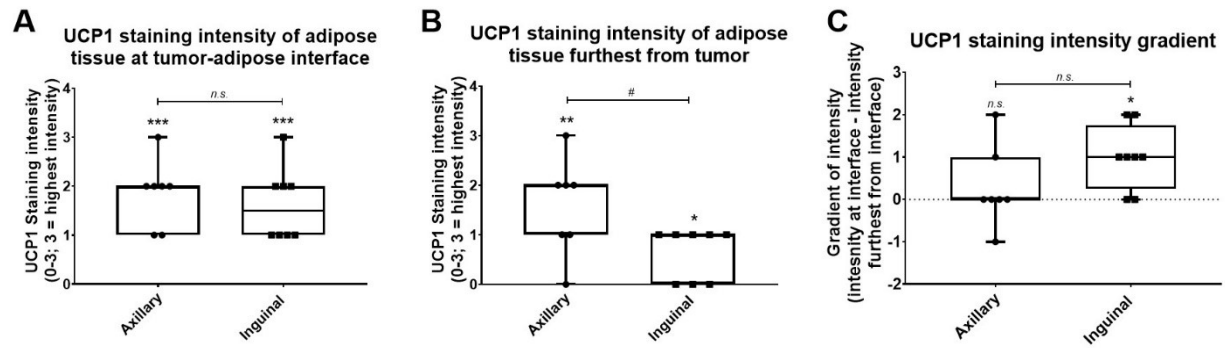 A
UCP1 staining intensity of adipose
tissue at tumor-adipose interface
UCP1 Staining intensity
(0-3; 3 = highest intensity)
4
3
2
1
0
n.s.
***
***
Axillary
Inguinal
B
UCP1 staining intensity of adipose
tissue furthest from tumor
UCP1 Staining intensity
(0-3; 3 = highest intensity)
4
3
2
1
0
#
**
*
Axillary
Inguinal
C
UCP1 staining intensity gradient
Gradient of intensity
(intesnity at interface - intensity
furthest from interface)
3
2
1
0
-1
-2
n.s.
n.s.
*
Axillary
Inguinal